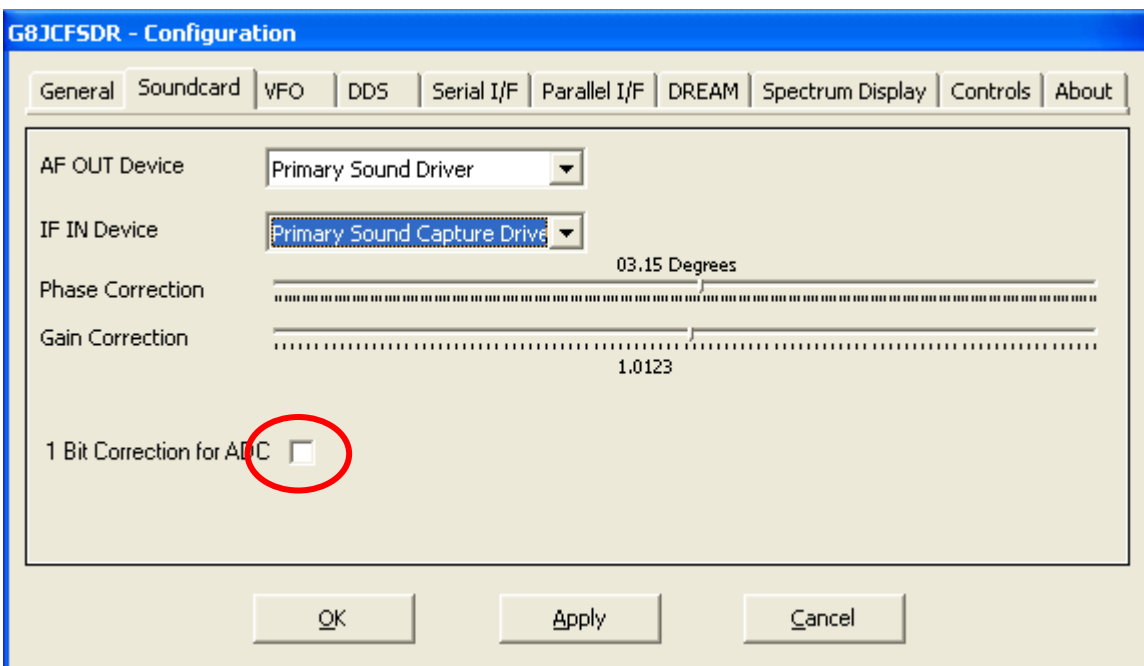 G8JCFSDR - Configuration
General Soundcard VFO DDS Serial I/F Parallel I/F DREAM Spectrum Display Controls About
AF OUT Device Primary Sound Driver
IF IN Device Primary Sound Capture Drive
03.15 Degrees
Phase Correction
Gain Correction
1.0123
1 Bit Correction for ADC
OK Apply Cancel